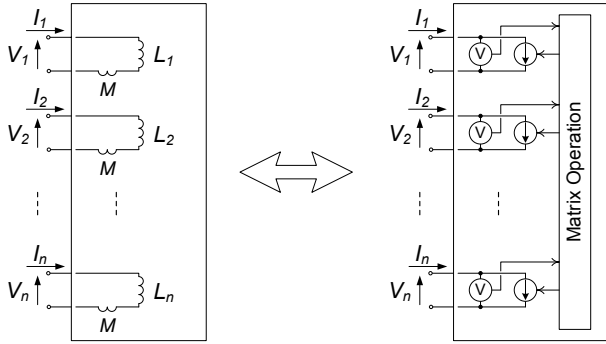 I1
V1
L1
M
I2
V2
L2
M
In
Vn
Ln
M
I1
V1
V
I2
V2
V
In
Vn
V
Matrix Operation